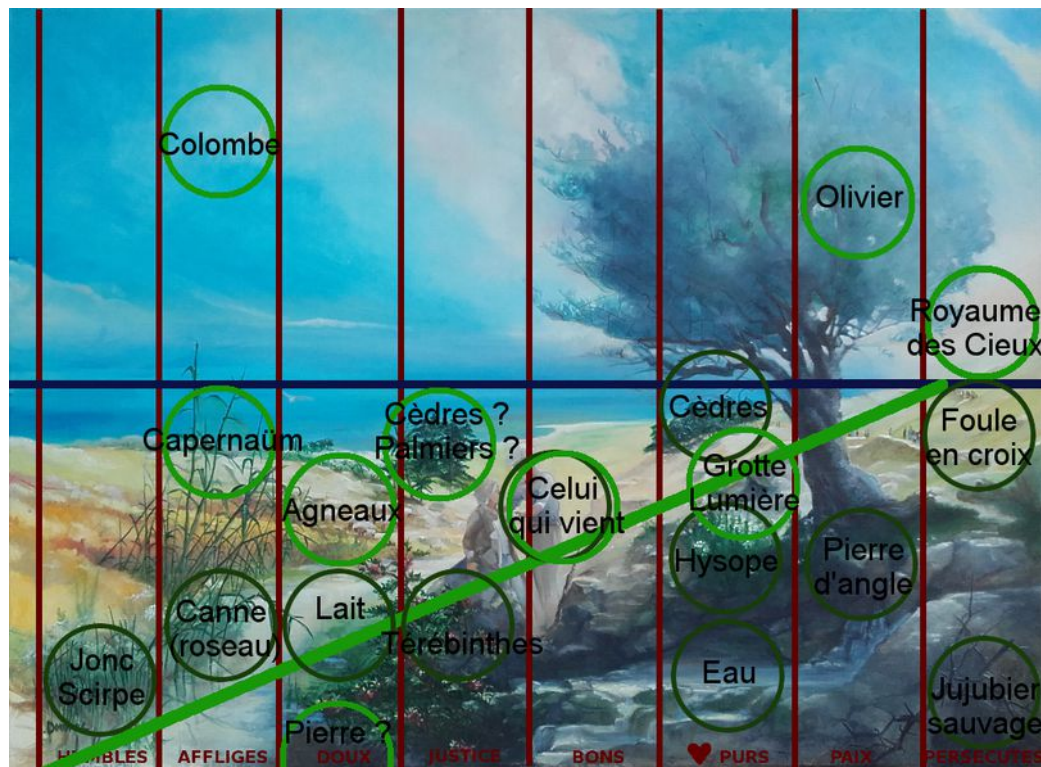 Colombe
Olivier
Royaume
des Cieux
Cèdres ?
Palmiers ?
Cèdres
Capernaüm
Foule
en croix
Grotte
Lumière
Celui
qui vient
Agneaux
Hysope
Pierre
d'angle
Canne
(roseau)
Lait
Térébinthes
Jonc
Scirpe
Eau
Jujubier
sauvage
Pierre ?
HUMBLES AFFLIGES DOUX JUSTICE BONS ♥ PURS PAIX PERSECUTES